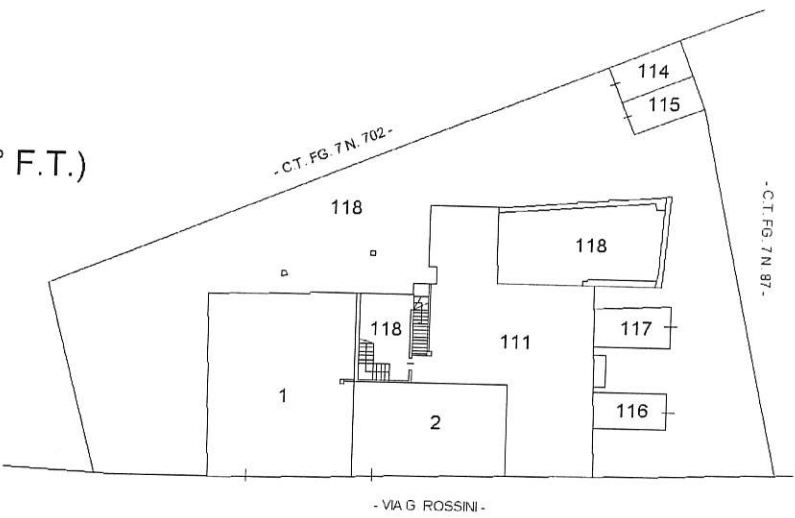 114
115
° F.T.)
- C.T. FG. 7 N. 702 -
118
- C.T. FG. 7 N. 87 -
118
118
117
111
1
2
116
- VIA G ROSSINI -